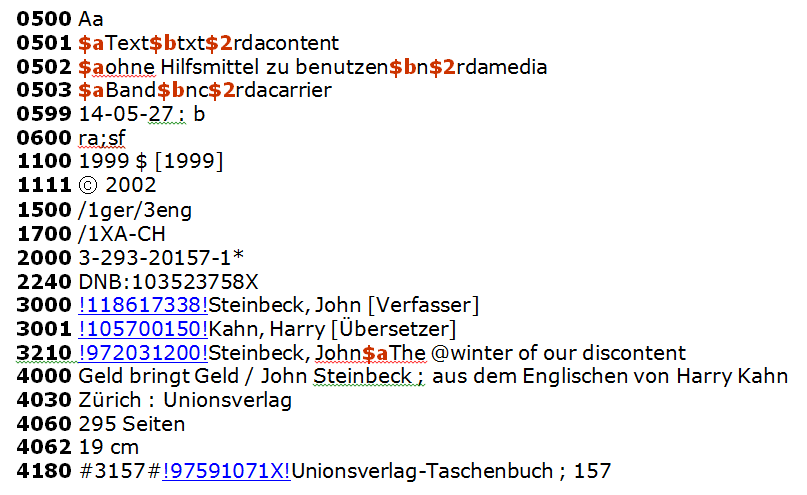 0500 Aa
0501 $aText$btxt$2rdacontent
0502 $aohne Hilfsmittel zu benutzen$bn$2rdamedia
0503 $aBand$bnc$2rdacarrier
0599 14-05-27 : b
0600 ra;sf
1100 1999 $ [1999]
1111 © 2002
1500 /1ger/3eng
1700 /1XA-CH
2000 3-293-20157-1*
2240 DNB:103523758X
3000 !118617338!Steinbeck, John [Verfasser]
3001 !105700150!Kahn, Harry [Übersetzer]
3210 !972031200!Steinbeck, John$aThe @winter of our discontent
4000 Geld bringt Geld / John Steinbeck ; aus dem Englischen von Harry Kahn
4030 Zürich : Unionsverlag
4060 295 Seiten
4062 19 cm
4180 #3157#!97591071X!Unionsverlag-Taschenbuch ; 157